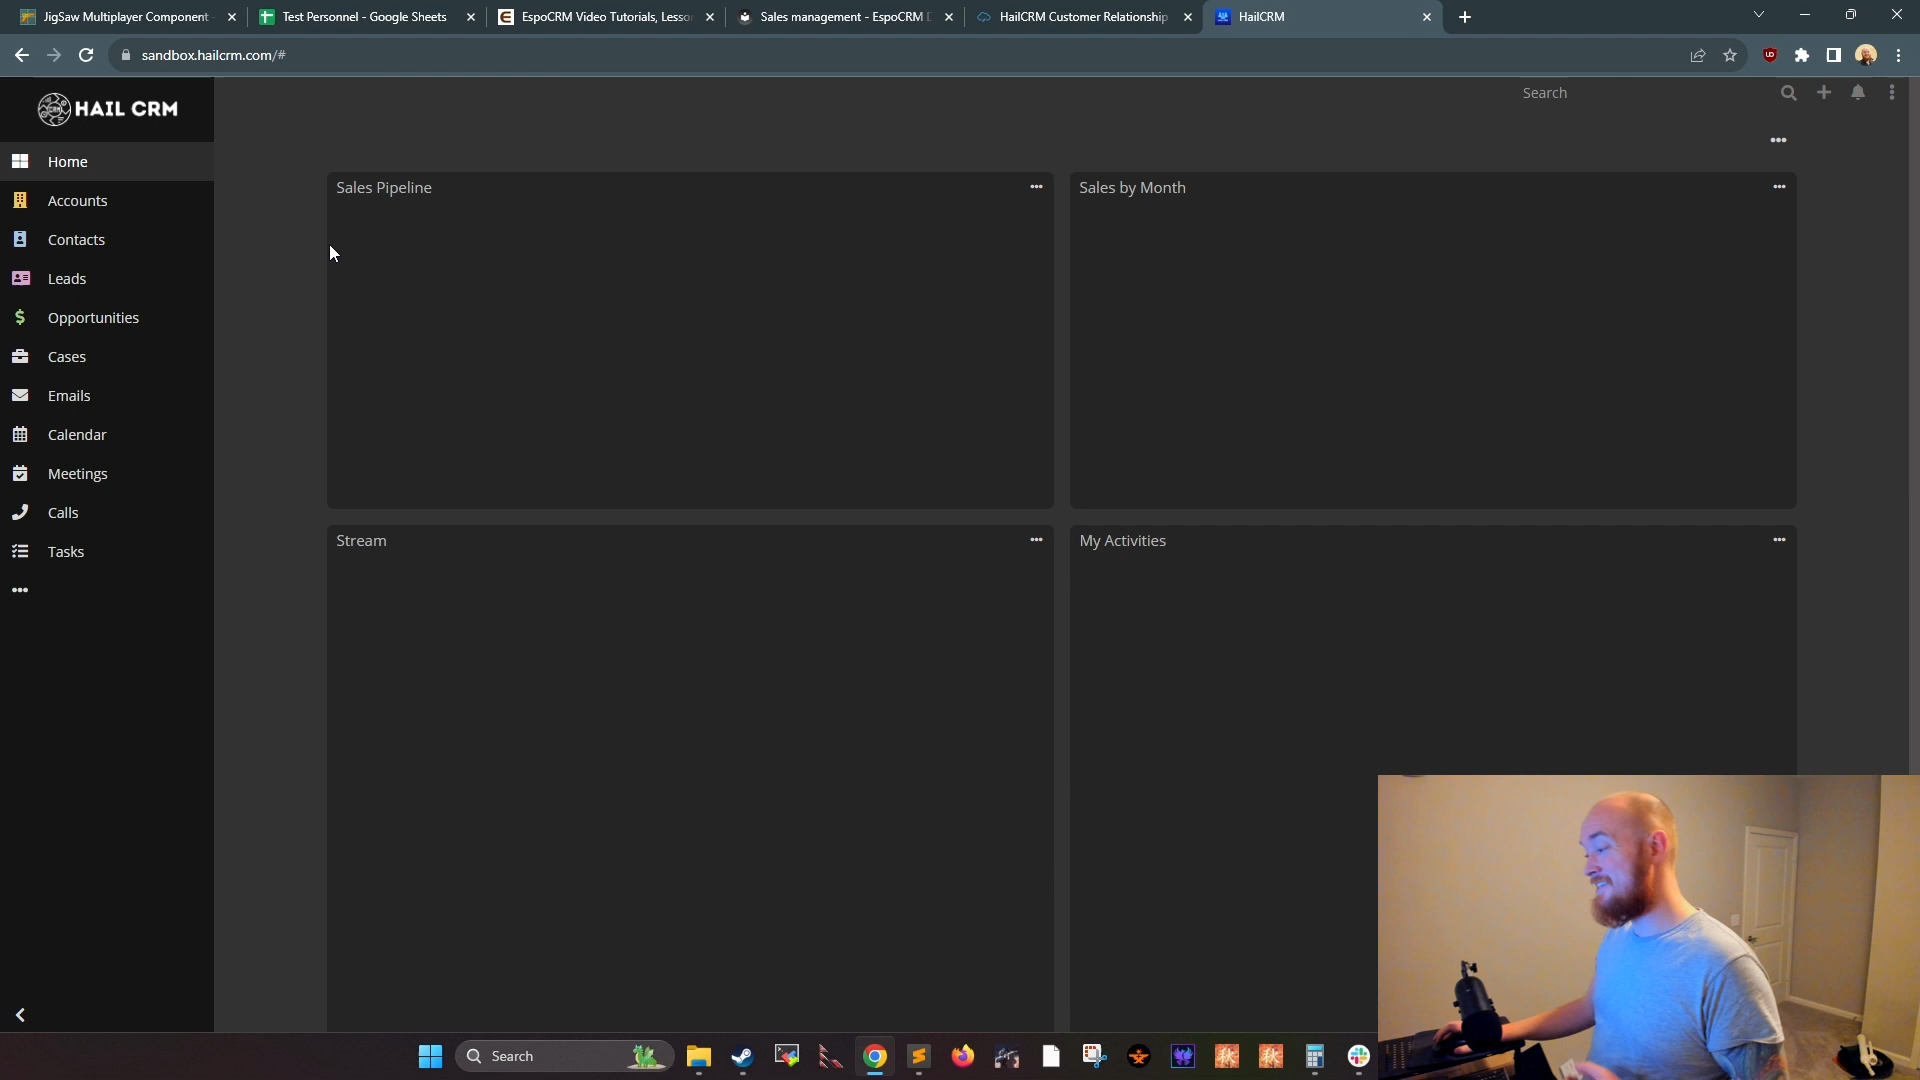 JigSaw Multiplayer Component
Test Personnel - Google Sheets
EspoCRM Video Tutorials, Lesso
Sales management - EspoCRM D
HailCRM Customer Relationship
HailCRM
sandbox.hailcrm.com/#
HAIL CRM
Search
Home
Accounts
Contacts
Leads
Opportunities
Cases
Emails
Calendar
Meetings
Calls
Tasks
Sales Pipeline
Sales by Month
Stream
My Activities
Search